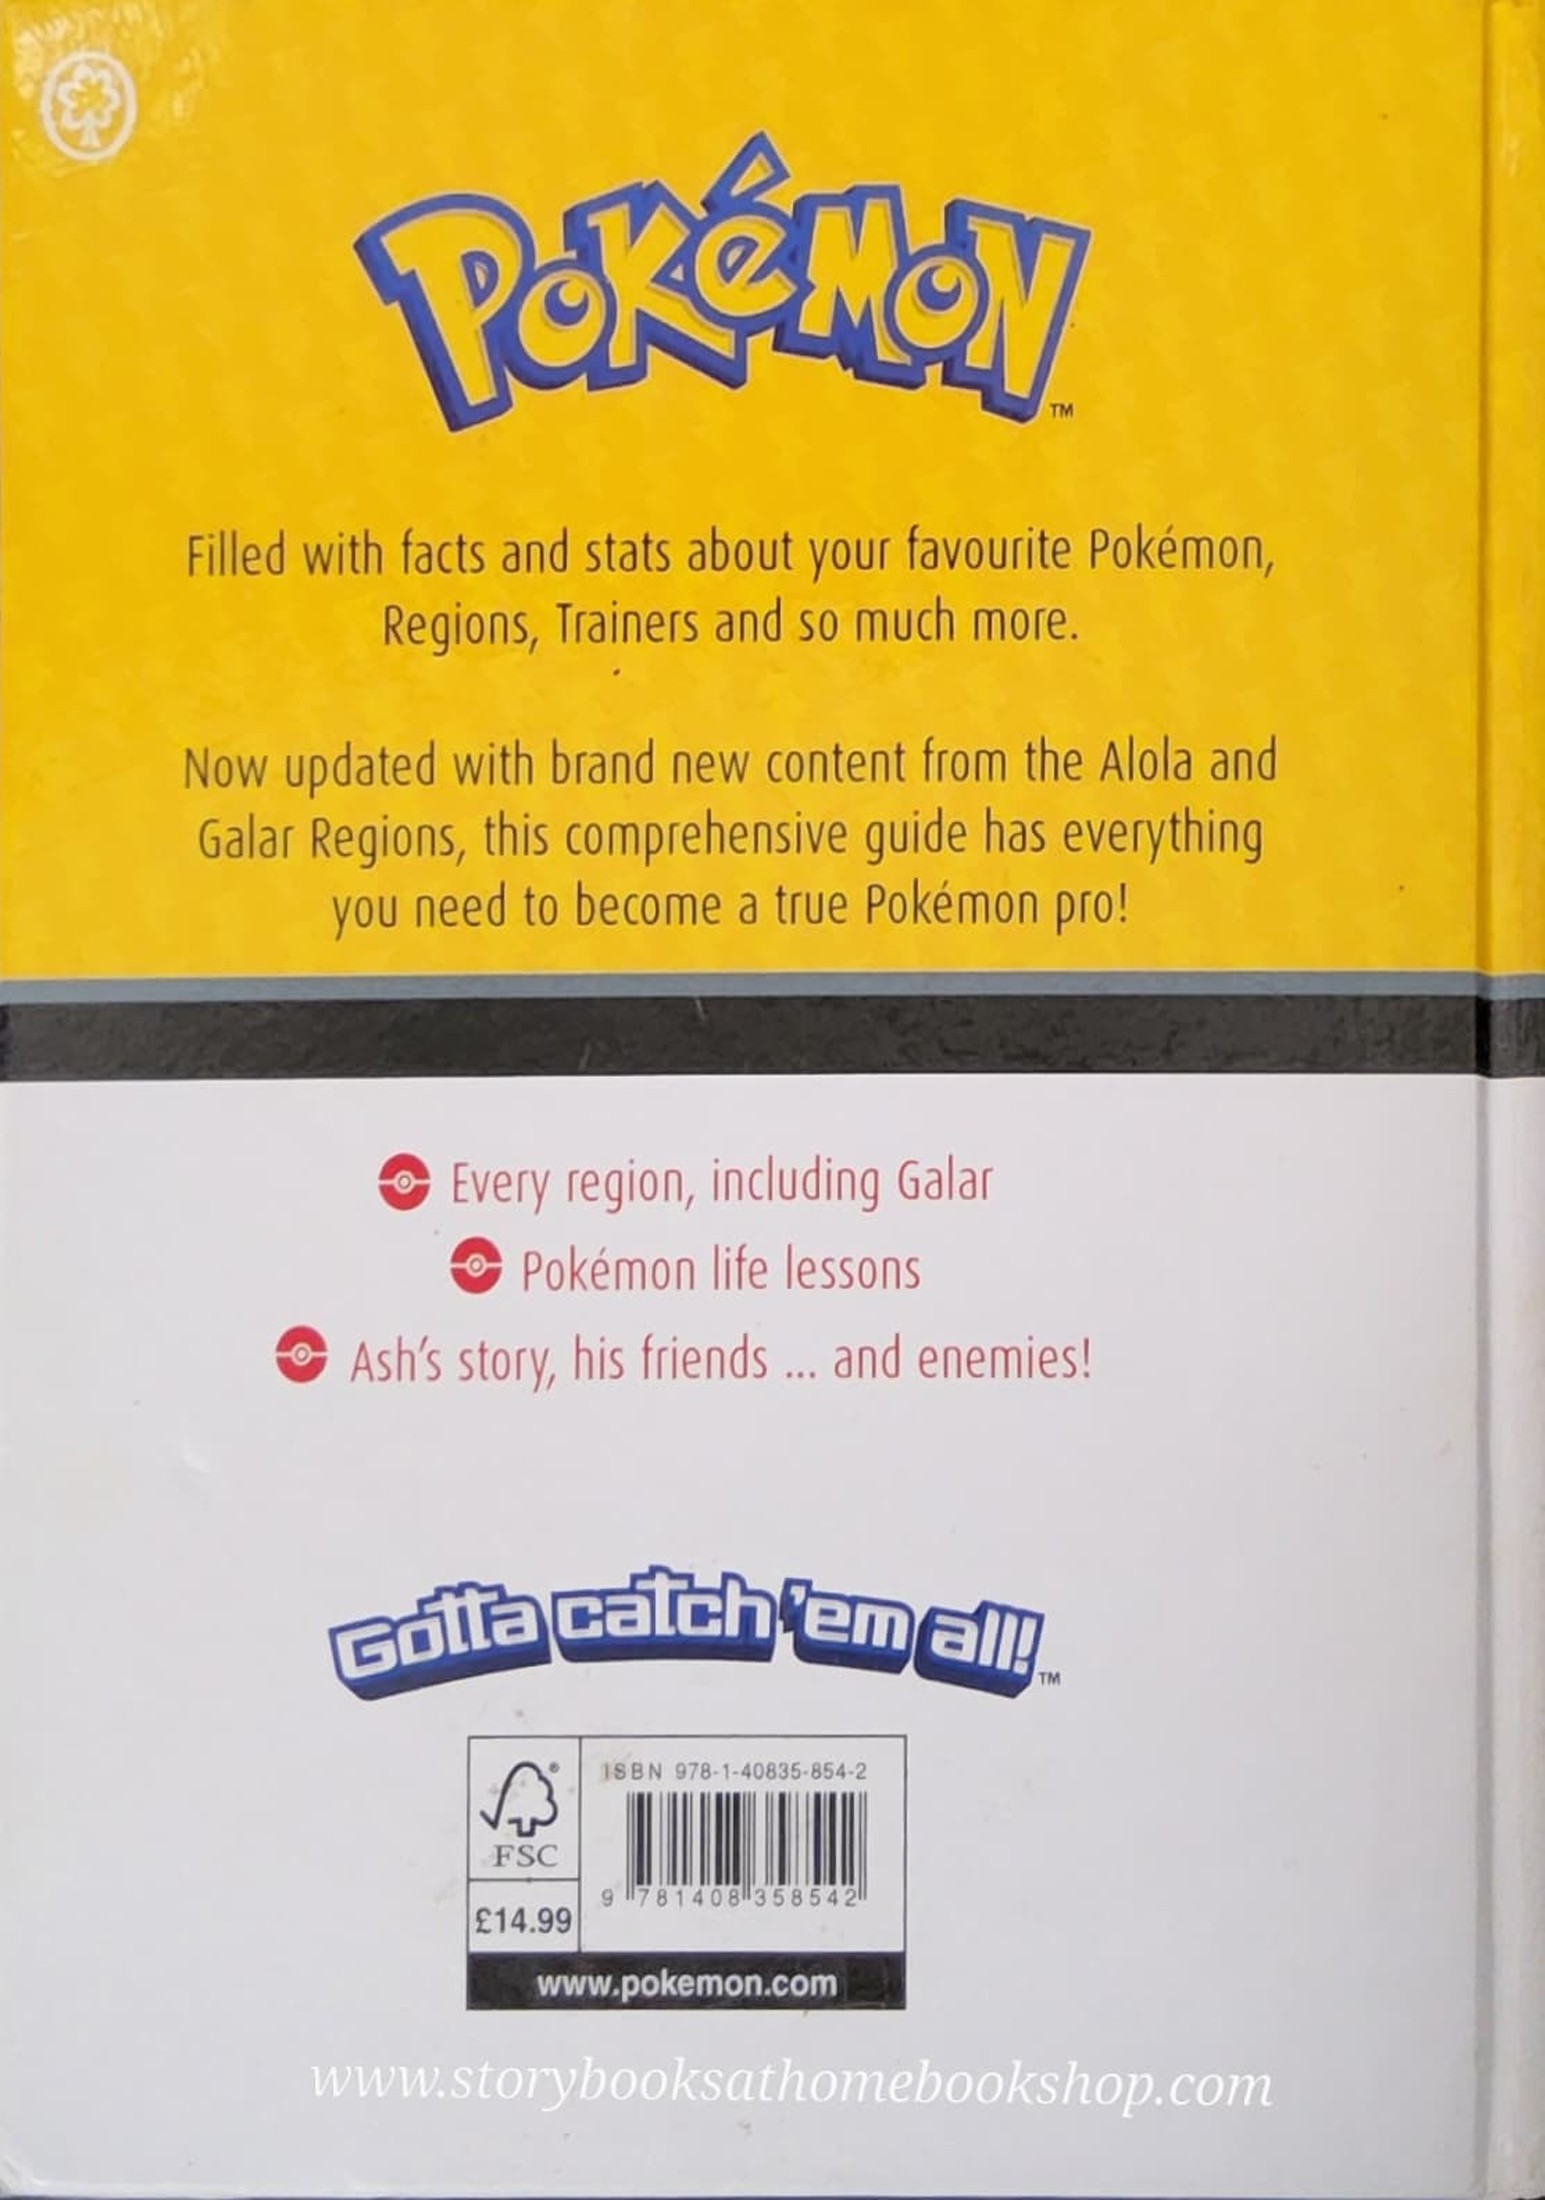 POKéMON
TM
Filled with facts and stats about your favourite Pokémon,
Regions, Trainers and so much more.
Now updated with brand new content from the Alola and
Galar Regions, this comprehensive guide has everything
you need to become a true Pokémon pro!
Every region, including Galar
Pokémon life lessons
Ash's story, his friends ... and enemies!
Gotta catch 'em all!
TM
ISBN 978-1-40835-854-2
®
FSC
9 781408 358542
£14.99
www.pokemon.com
www.storybooksathomebookshop.com